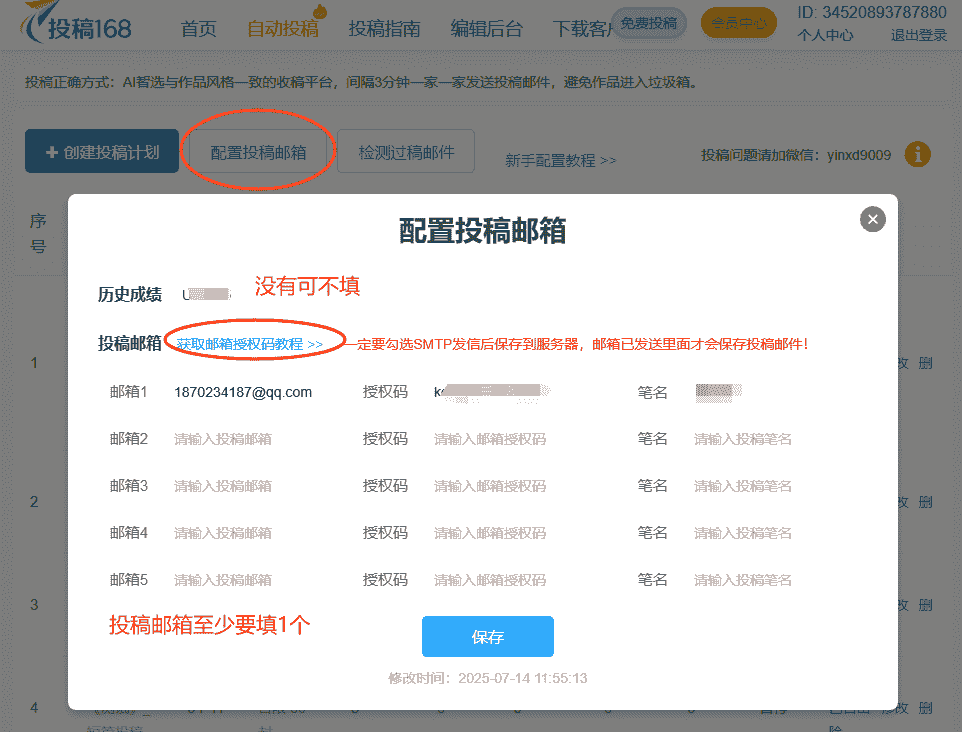 投稿168
首页 自动投稿 投稿指南 编辑后台 下载客户 免费投稿 会员中心 ID: 34520893787880
个人中心 退出登录
投稿正确方式：AI智选与作品风格一致的收稿平台，间隔3分钟一家一家发送投稿邮件，避免作品进入垃圾箱。
+ 创建投稿计划 配置投稿邮箱 检测过稿邮件 新手配置教程 >> 投稿问题请加微信：yinxd9009
序号
配置投稿邮箱
历史成绩 没有可不填
投稿邮箱 获取邮箱授权码教程 >> 一定要勾选SMTP发信后保存到服务器，邮箱已发送里面才会保存投稿邮件！
1 改 删
邮箱1 1870234187@qq.com 授权码 笔名
邮箱2 请输入投稿邮箱 授权码 请输入邮箱授权码 笔名 请输入投稿笔名
邮箱3 请输入投稿邮箱 授权码 请输入邮箱授权码 笔名 请输入投稿笔名
2 改 删
邮箱4 请输入投稿邮箱 授权码 请输入邮箱授权码 笔名 请输入投稿笔名
邮箱5 请输入投稿邮箱 授权码 请输入邮箱授权码 笔名 请输入投稿笔名
3 改 删
投稿邮箱至少要填1个
保存
修改时间：2025-07-14 11:55:13
4 修改 删
除